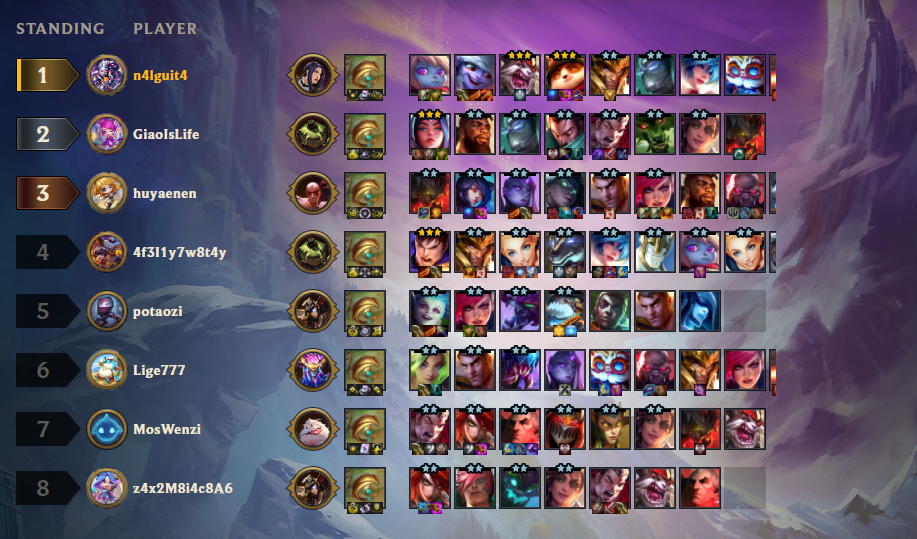 STANDING PLAYER
1 n4lguit4
2 GiaoIsLife
3 huyaenen
4 4f3l1y7w8t4y
5 potaozi
6 Lige777
7 MosWenzi
8 z4x2M8i4c8A6